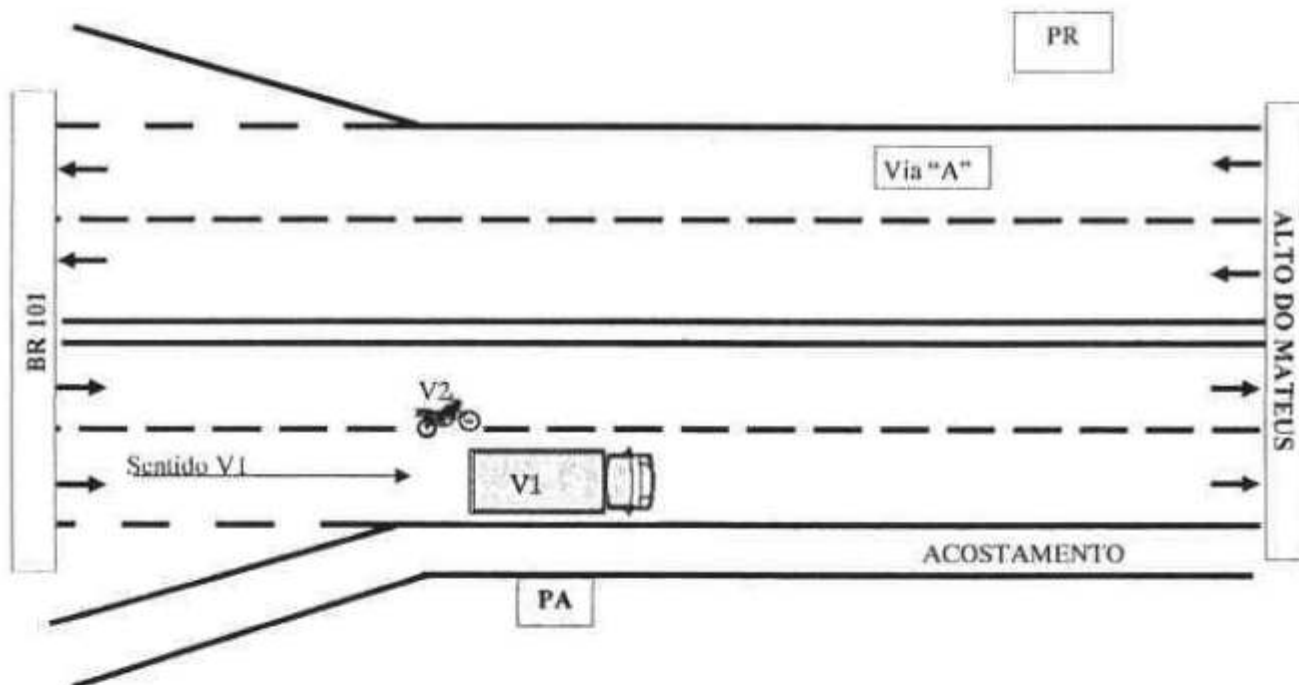 PR
Via “A”
BR 101
ALTO DO MATEUS
V2
Sentido V1
V1
ACOSTAMENTO
PA